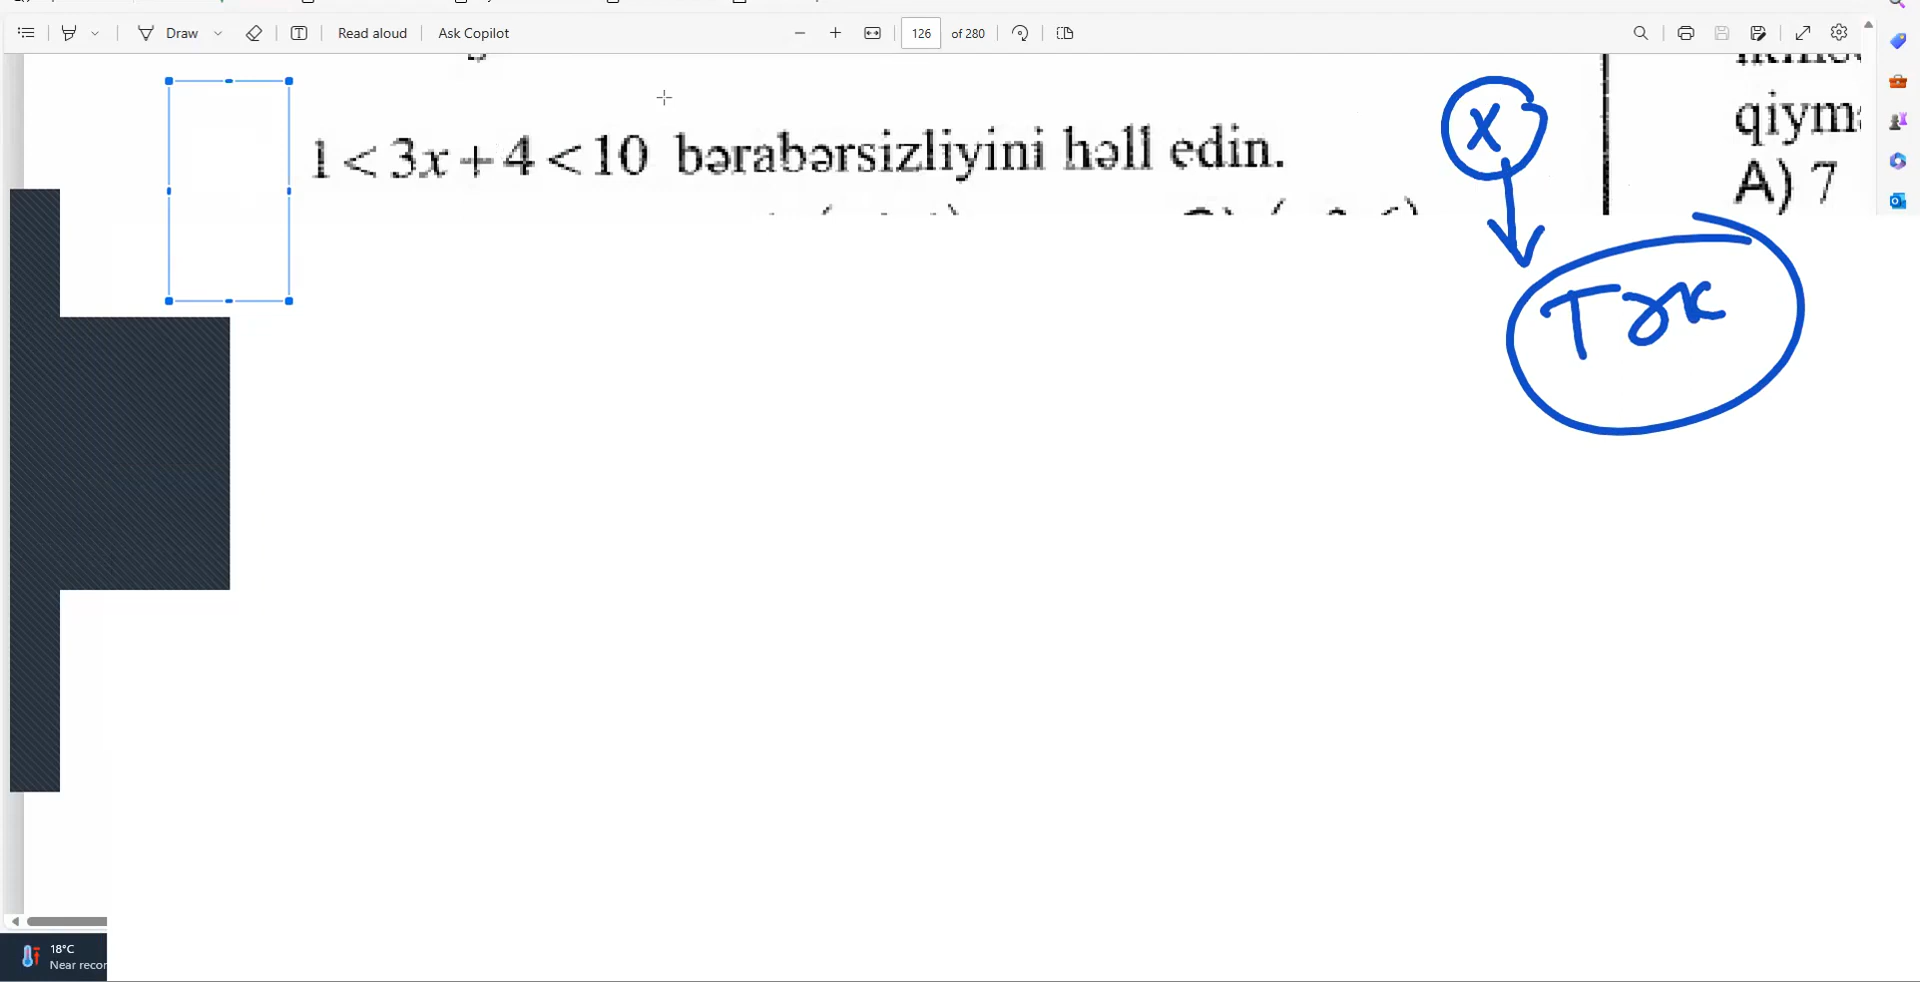 Draw
Read aloud
Ask Copilot
126 of 280
1 < 3x + 4 < 10 bərabərsizliyini həll edin.
x
Tək
qiym
A) 7
18°C
Near recor